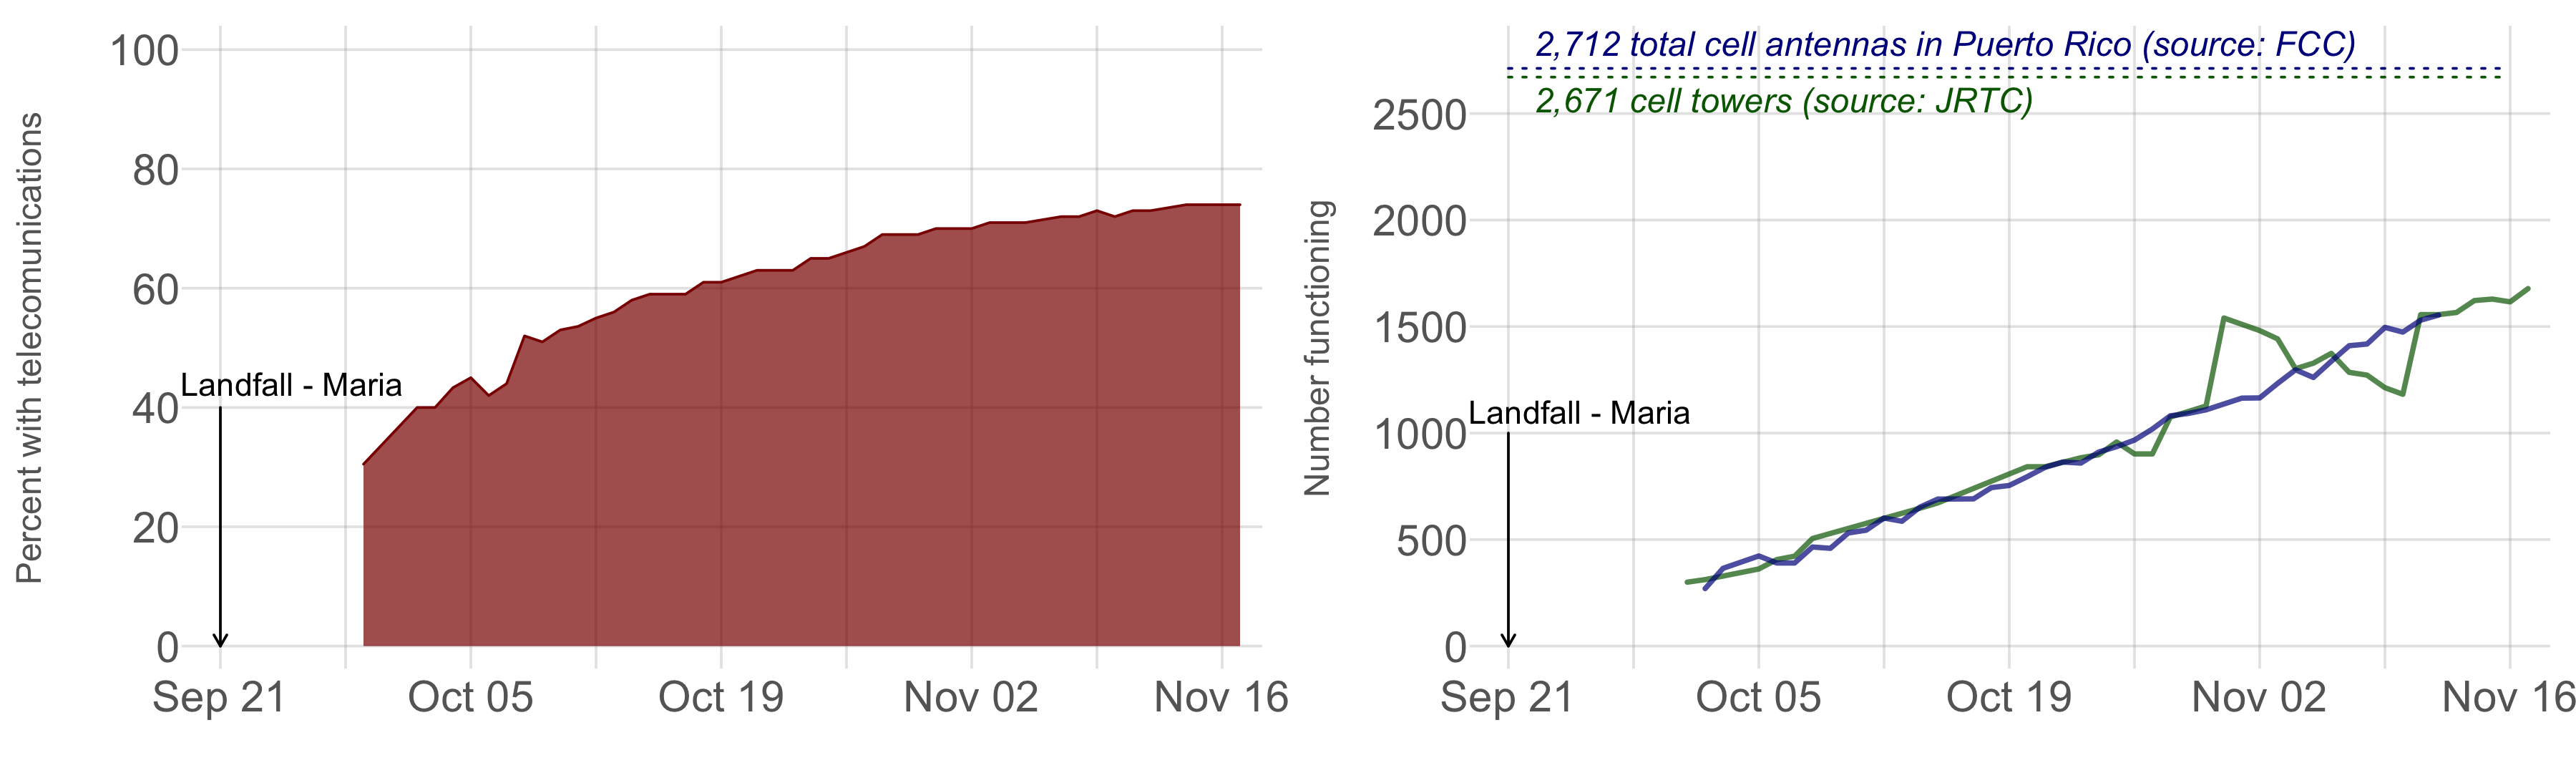 Percent with telecomunications
100
80
60
40
20
0
Landfall - Maria
Sep 21
Oct 05
Oct 19
Nov 02
Nov 16
Number functioning
2,712 total cell antennas in Puerto Rico (source: FCC)
2,671 cell towers (source: JRTC)
2500
2000
1500
1000
500
0
Landfall - Maria
Sep 21
Oct 05
Oct 19
Nov 02
Nov 16